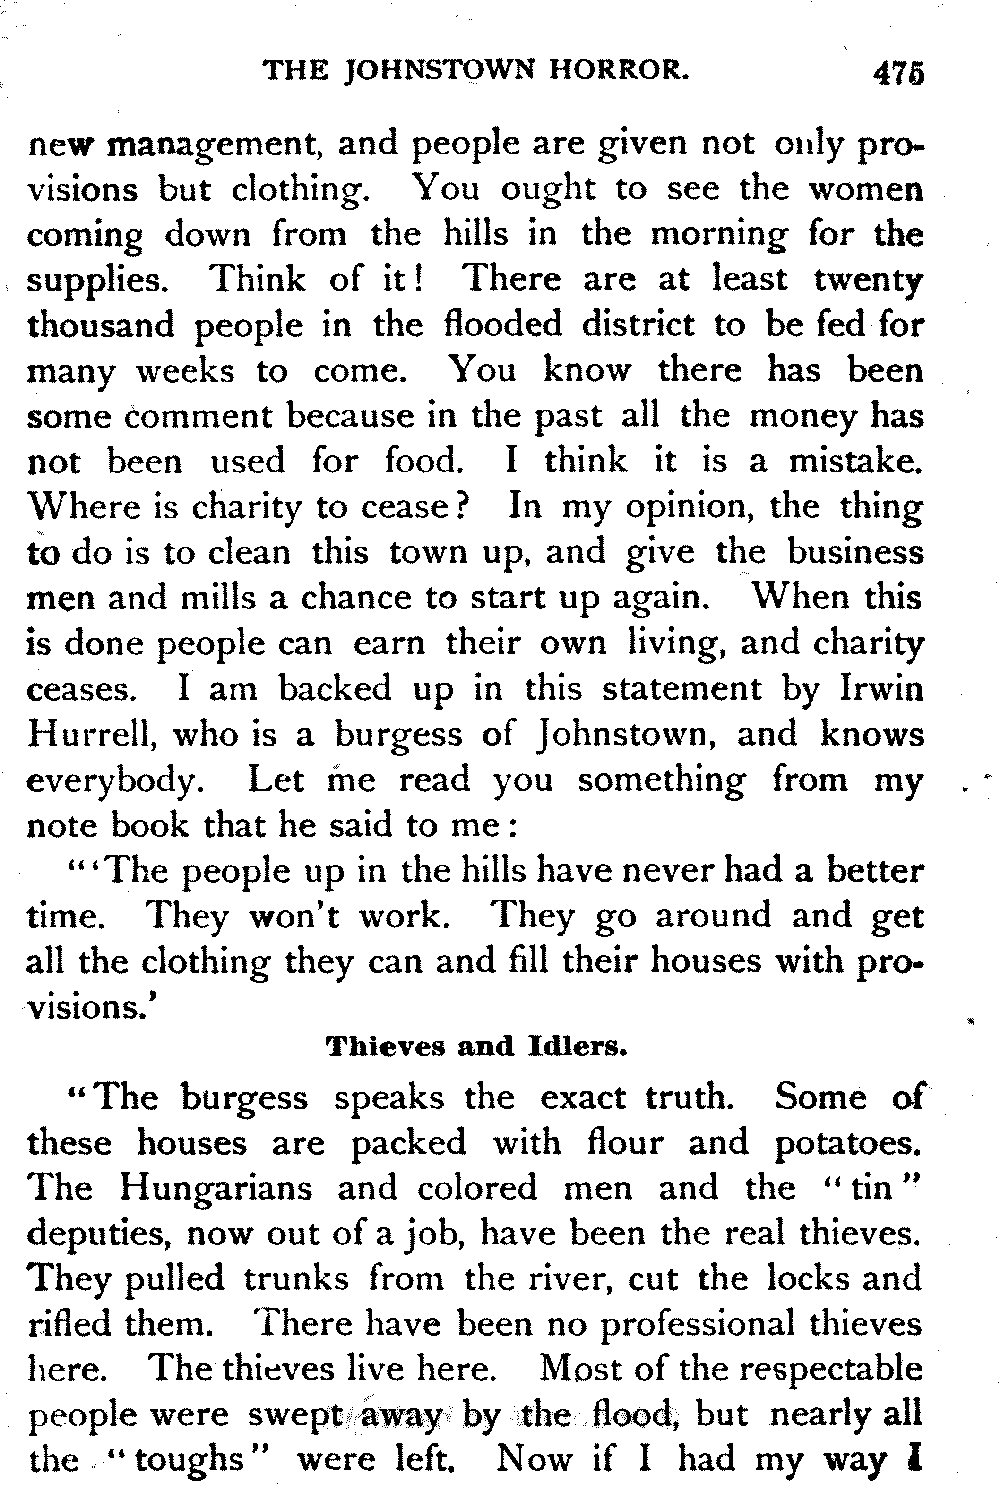 THE JOHNSTOWN HORROR. 475
new management, and people are given not only pro-
visions but clothing. You ought to see the women
coming down from the hills in the morning for the
supplies. Think of it! There are at least twenty
thousand people in the flooded district to be fed for
many weeks to come. You know there has been
some comment because in the past all the money has
not been used for food. I think it is a mistake.
Where is charity to cease? In my opinion, the thing
to do is to clean this town up, and give the business
men and mills a chance to start up again. When this
is done people can earn their own living, and charity
ceases. I am backed up in this statement by Irwin
Hurrell, who is a burgess of Johnstown, and knows
everybody. Let me read you something from my
note book that he said to me:
"'The people up in the hills have never had a better
time. They won't work. They go around and get
all the clothing they can and fill their houses with pro-
visions.'
Thieves and Idlers.
"The burgess speaks the exact truth. Some of
these houses are packed with flour and potatoes.
The Hungarians and colored men and the "tin"
deputies, now out of a job, have been the real thieves.
They pulled trunks from the river, cut the locks and
rifled them. There have been no professional thieves
here. The thieves live here. Most of the respectable
people were swept away by the flood, but nearly all
the "toughs" were left. Now if I had my way I